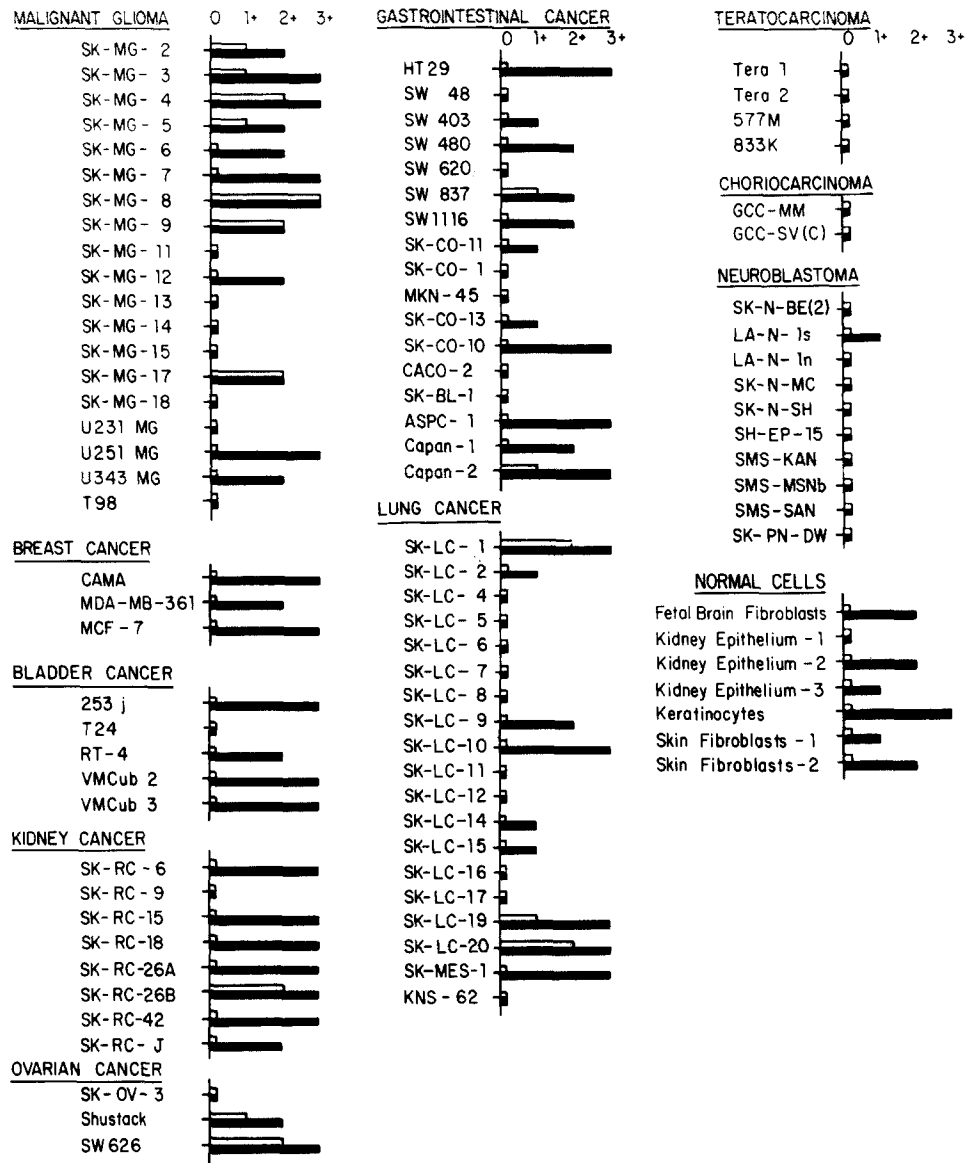 MALIGNANT GLIOMA
0 1+ 2+ 3+
SK-MG- 2
SK-MG- 3
SK-MG- 4
SK-MG- 5
SK-MG- 6
SK-MG- 7
SK-MG- 8
SK-MG- 9
SK-MG-11
SK-MG-12
SK-MG-13
SK-MG-14
SK-MG-15
SK-MG-17
SK-MG-18
U231 MG
U251 MG
U343 MG
T98
BREAST CANCER
CAMA
MDA-MB-361
MCF-7
BLADDER CANCER
253 j
T24
RT-4
VMCub 2
VMCub 3
KIDNEY CANCER
SK-RC-6
SK-RC-9
SK-RC-15
SK-RC-18
SK-RC-26A
SK-RC-26B
SK-RC-42
SK-RC- J
OVARIAN CANCER
SK-OV-3
Shustack
SW 626
GASTROINTESTINAL CANCER
0 1+ 2+ 3+
HT 29
SW 48
SW 403
SW 480
SW 620
SW 837
SW 1116
SK-CO-11
SK-CO- 1
MKN-45
SK-CO-13
SK-CO-10
CACO-2
SK-BL-1
ASPC- 1
Capan-1
Capan-2
LUNG CANCER
SK-LC- 1
SK-LC- 2
SK-LC- 4
SK-LC- 5
SK-LC- 6
SK-LC- 7
SK-LC- 8
SK-LC- 9
SK-LC-10
SK-LC-11
SK-LC-12
SK-LC-14
SK-LC-15
SK-LC-16
SK-LC-17
SK-LC-19
SK-LC-20
SK-MES-1
KNS-62
TERATOCARCINOMA
0 1+ 2+ 3+
Tera 1
Tera 2
577M
833K
CHORIOCARCINOMA
GCC-MM
GCC-SV(C)
NEUROBLASTOMA
SK-N-BE(2)
LA-N-1s
LA-N-1n
SK-N-MC
SK-N-SH
SH-EP-15
SMS-KAN
SMS-MSNb
SMS-SAN
SK-PN-DW
NORMAL CELLS
Fetal Brain Fibroblasts
Kidney Epithelium -1
Kidney Epithelium -2
Kidney Epithelium -3
Keratinocytes
Skin Fibroblasts -1
Skin Fibroblasts -2